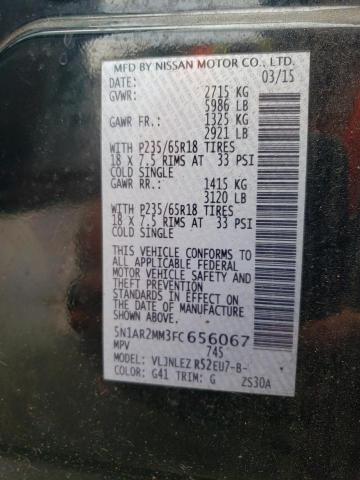 MFD BY NISSAN MOTOR CO., LTD.
DATE: 03/15
GVWR: 2715 KG
5986 LB
GAWR FR: 1325 KG
2921 LB
WITH P235/65R18 TIRES
18 X 7.5 RIMS AT 33 PSI
COLD SINGLE
GAWR RR: 1415 KG
3120 LB
WITH P235/65R18 TIRES
18 X 7.5 RIMS AT 33 PSI
COLD SINGLE
THIS VEHICLE CONFORMS TO
ALL APPLICABLE FEDERAL
MOTOR VEHICLE SAFETY AND
THEFT PREVENTION
STANDARDS IN EFFECT ON
THE DATE OF MANUFACTURE
SHOWN ABOVE.
5N1AR2MM3FC656067
MPV 745
MODEL: VLJNLEZ R52EU7-B-
COLOR: G41 TRIM: G ZS30A